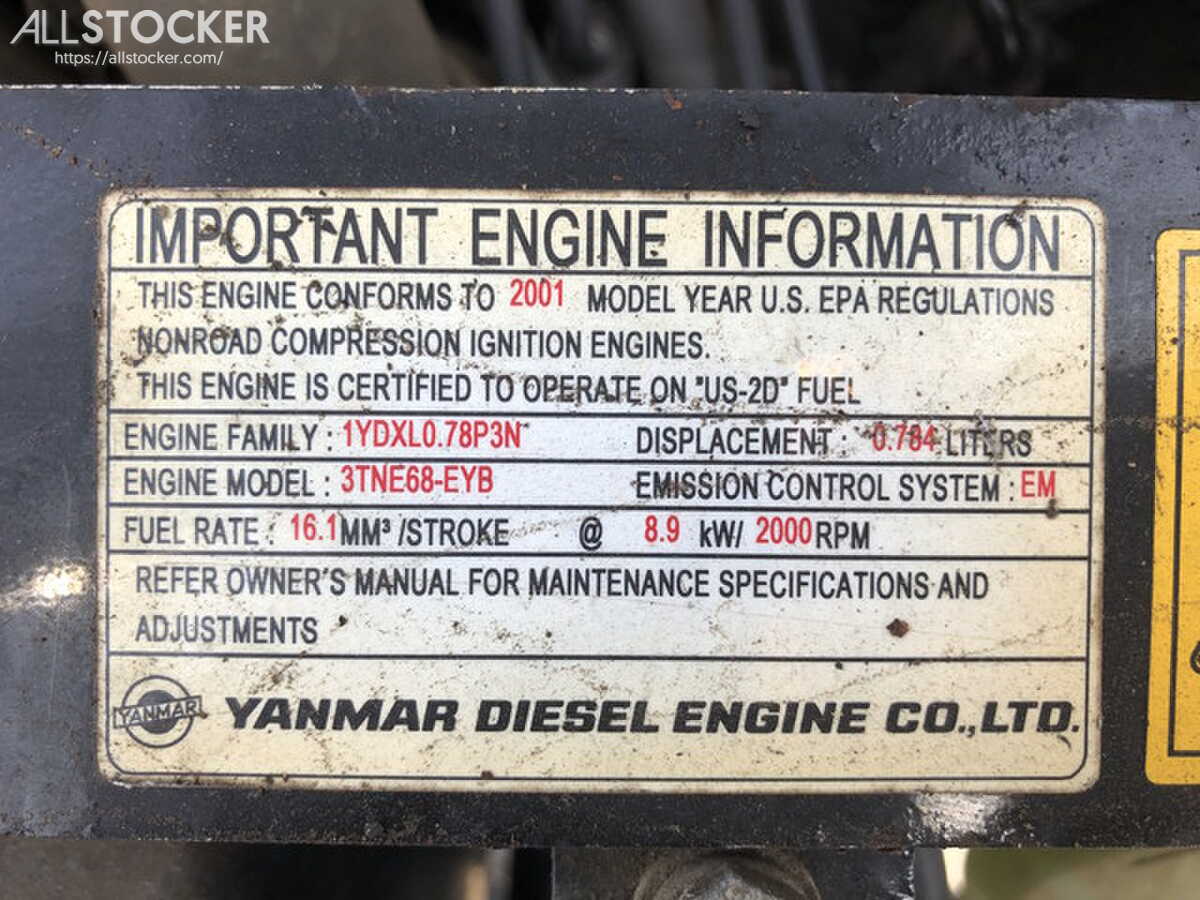 ALLSTOCKER
https://allstocker.com/
IMPORTANT ENGINE INFORMATION
THIS ENGINE CONFORMS TO 2001 MODEL YEAR U.S. EPA REGULATIONS
NONROAD COMPRESSION IGNITION ENGINES.
THIS ENGINE IS CERTIFIED TO OPERATE ON "US-2D" FUEL
ENGINE FAMILY : 1YDXL0.78P3N DISPLACEMENT : 0.784 LITERS
ENGINE MODEL : 3TNE68-EYB EMISSION CONTROL SYSTEM : EM
FUEL RATE : 16.1 MM³ /STROKE @ 8.9 kW/ 2000 RPM
REFER OWNER'S MANUAL FOR MAINTENANCE SPECIFICATIONS AND
ADJUSTMENTS
YANMAR YANMAR DIESEL ENGINE CO.,LTD.